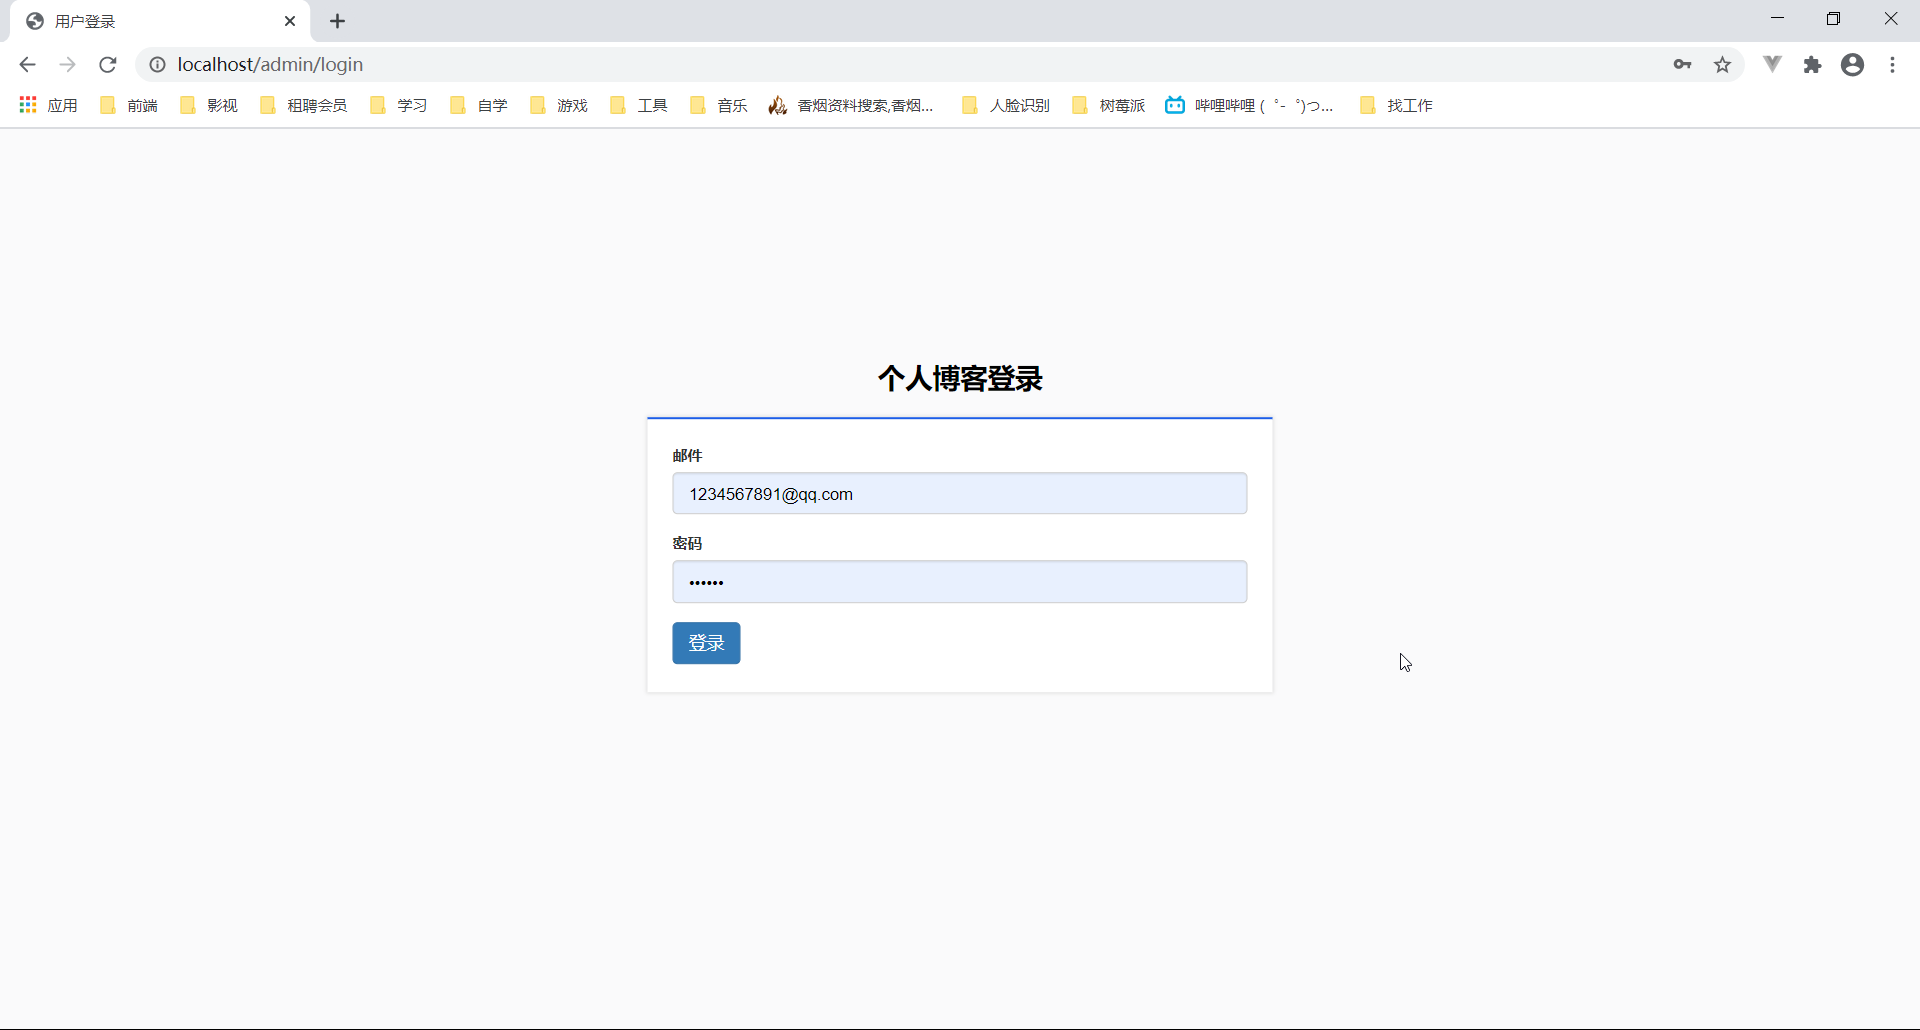 用户登录
localhost/admin/login
应用 前端 影视 租聘会员 学习 自学 游戏 工具 音乐 香烟资料搜索,香烟... 人脸识别 树莓派 哔哩哔哩 (゜-゜)つ... 找工作
个人博客登录
邮件
1234567891@qq.com
密码
••••••
登录